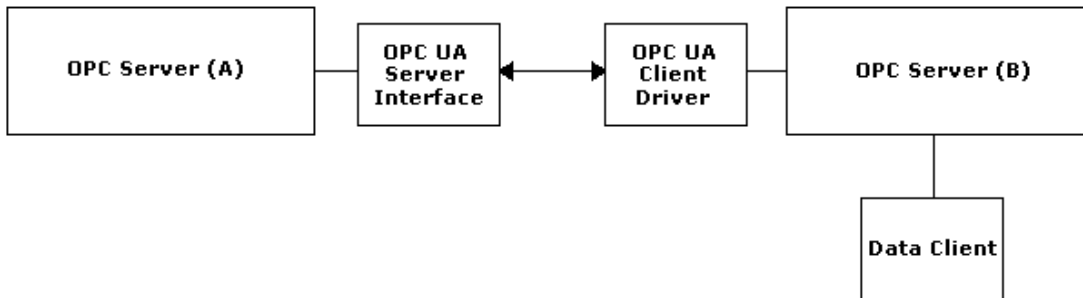 OPC Server (A)
OPC UA
Server
Interface
OPC UA
Client
Driver
OPC Server (B)
Data Client